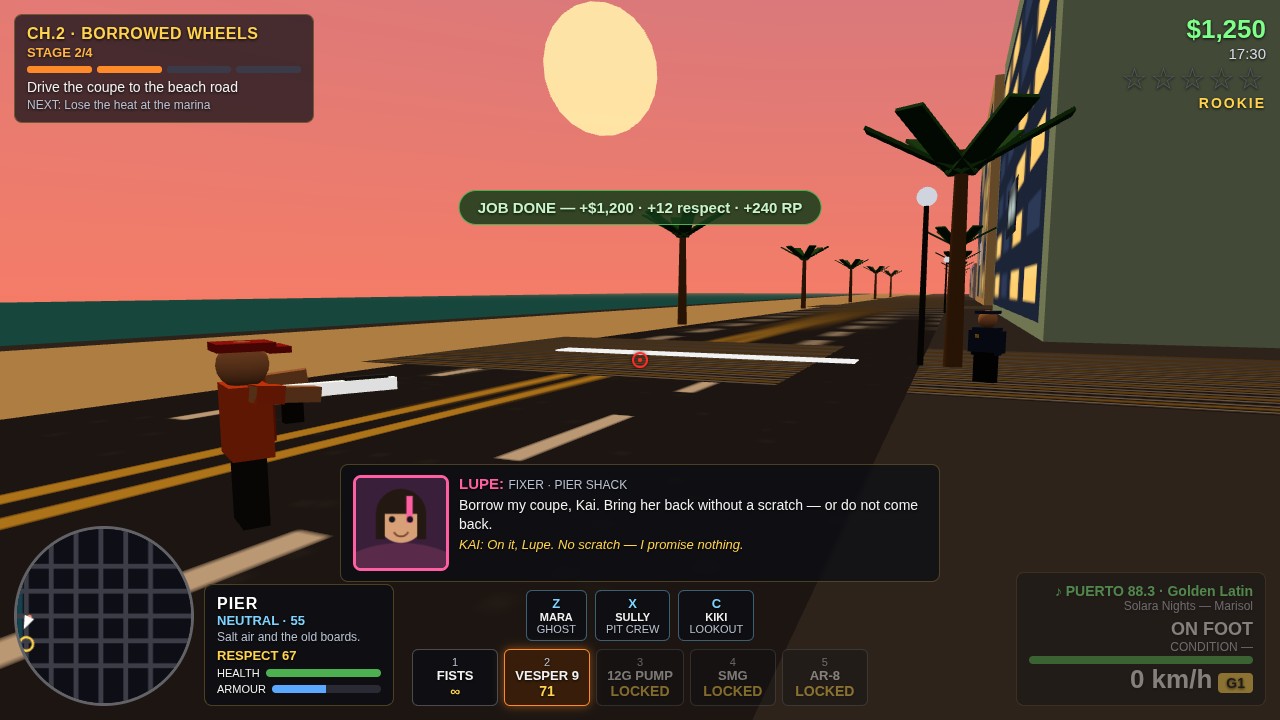 CH.2 · BORROWED WHEELS
STAGE 2/4
Drive the coupe to the beach road
NEXT: Lose the heat at the marina
$1,250
17:30
ROOKIE
JOB DONE — +$1,200 · +12 respect · +240 RP
LUPE: FIXER · PIER SHACK
Borrow my coupe, Kai. Bring her back without a scratch — or do not come
back.
KAI: On it, Lupe. No scratch — I promise nothing.
PIER
NEUTRAL · 55
Salt air and the old boards.
RESPECT 67
HEALTH
ARMOUR
Z
MARA
GHOST
X
SULLY
PIT CREW
C
KIKI
LOOKOUT
1
FISTS
∞
2
VESPER 9
71
3
12G PUMP
LOCKED
4
SMG
LOCKED
5
AR-8
LOCKED
♪ PUERTO 88.3 · Golden Latin
Solara Nights — Marisol
ON FOOT
CONDITION —
0 km/h G1